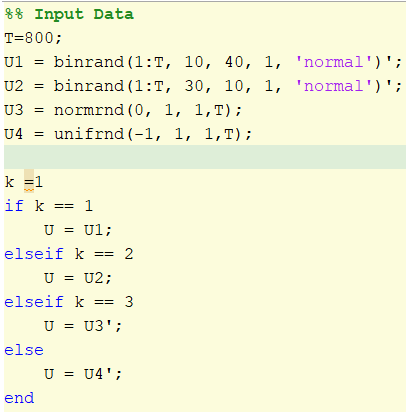 %% Input Data
T=800;
U1 = binrand(1:T, 10, 40, 1, 'normal')';
U2 = binrand(1:T, 30, 10, 1, 'normal')';
U3 = normrnd(0, 1, 1,T);
U4 = unifrnd(-1, 1, 1,T);
k =1
if k == 1
    U = U1;
elseif k == 2
    U = U2;
elseif k == 3
    U = U3';
else
    U = U4';
end